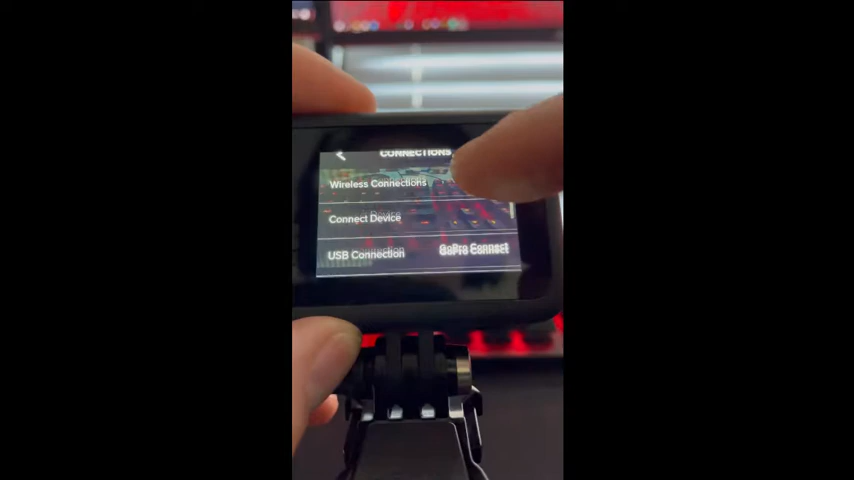 CONNECTIONS
Wireless Connections
Connect Device
USB Connection GoPro Connect